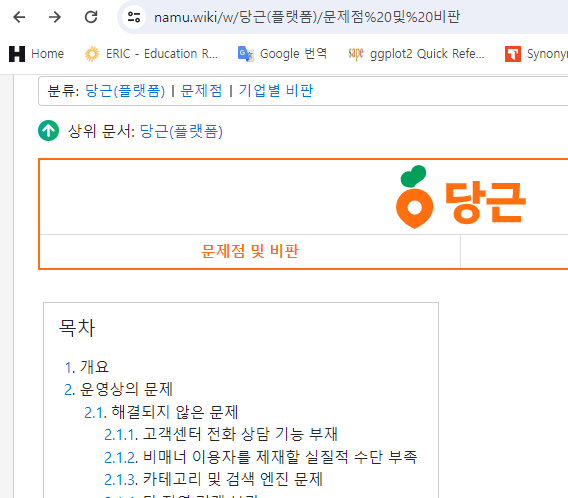 namu.wiki/w/당근(플랫폼)/문제점%20및%20비판
Home ERIC - Education R... Google 번역 sape ggplot2 Quick Refe... Synonym
분류: 당근(플랫폼) | 문제점 | 기업별 비판
상위 문서: 당근(플랫폼)
당근
문제점 및 비판
목차
1. 개요
2. 운영상의 문제
2.1. 해결되지 않은 문제
2.1.1. 고객센터 전화 상담 기능 부재
2.1.2. 비매너 이용자를 제재할 실질적 수단 부족
2.1.3. 카테고리 및 검색 엔진 문제